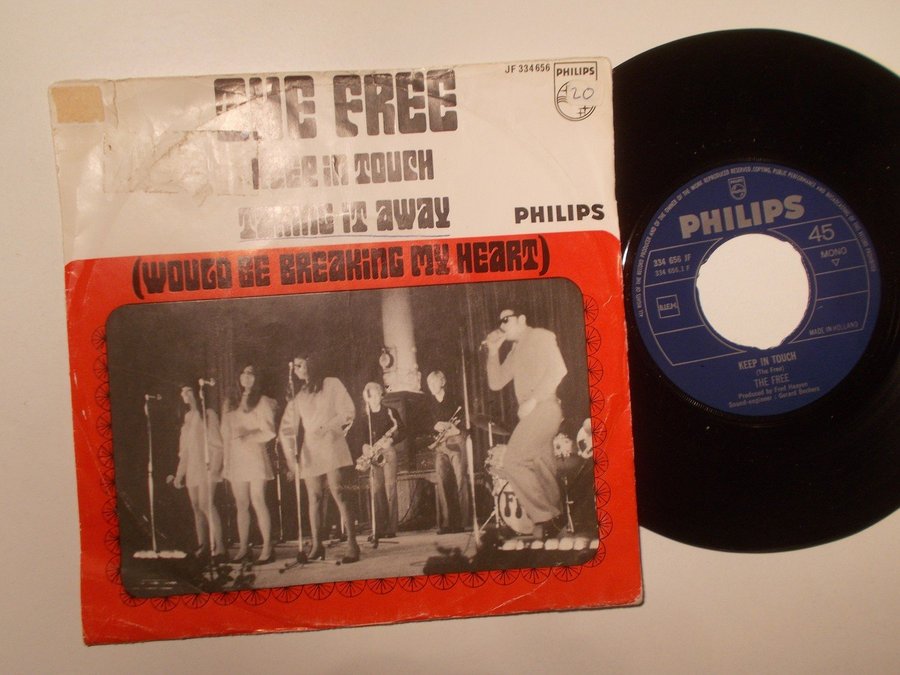 JF 334 656
PHILIPS
20
THE FREE
KEEP IN TOUCH
TAKING IT AWAY
PHILIPS
(WOULD BE BREAKING MY HEART)
F
PHILIPS
334 656 JF
334 656.1 F
45
MONO
MADE IN HOLLAND
KEEP IN TOUCH
(The Free)
THE FREE
Produced by Fred Haayen
Sound-engineer : Gerard Beckers